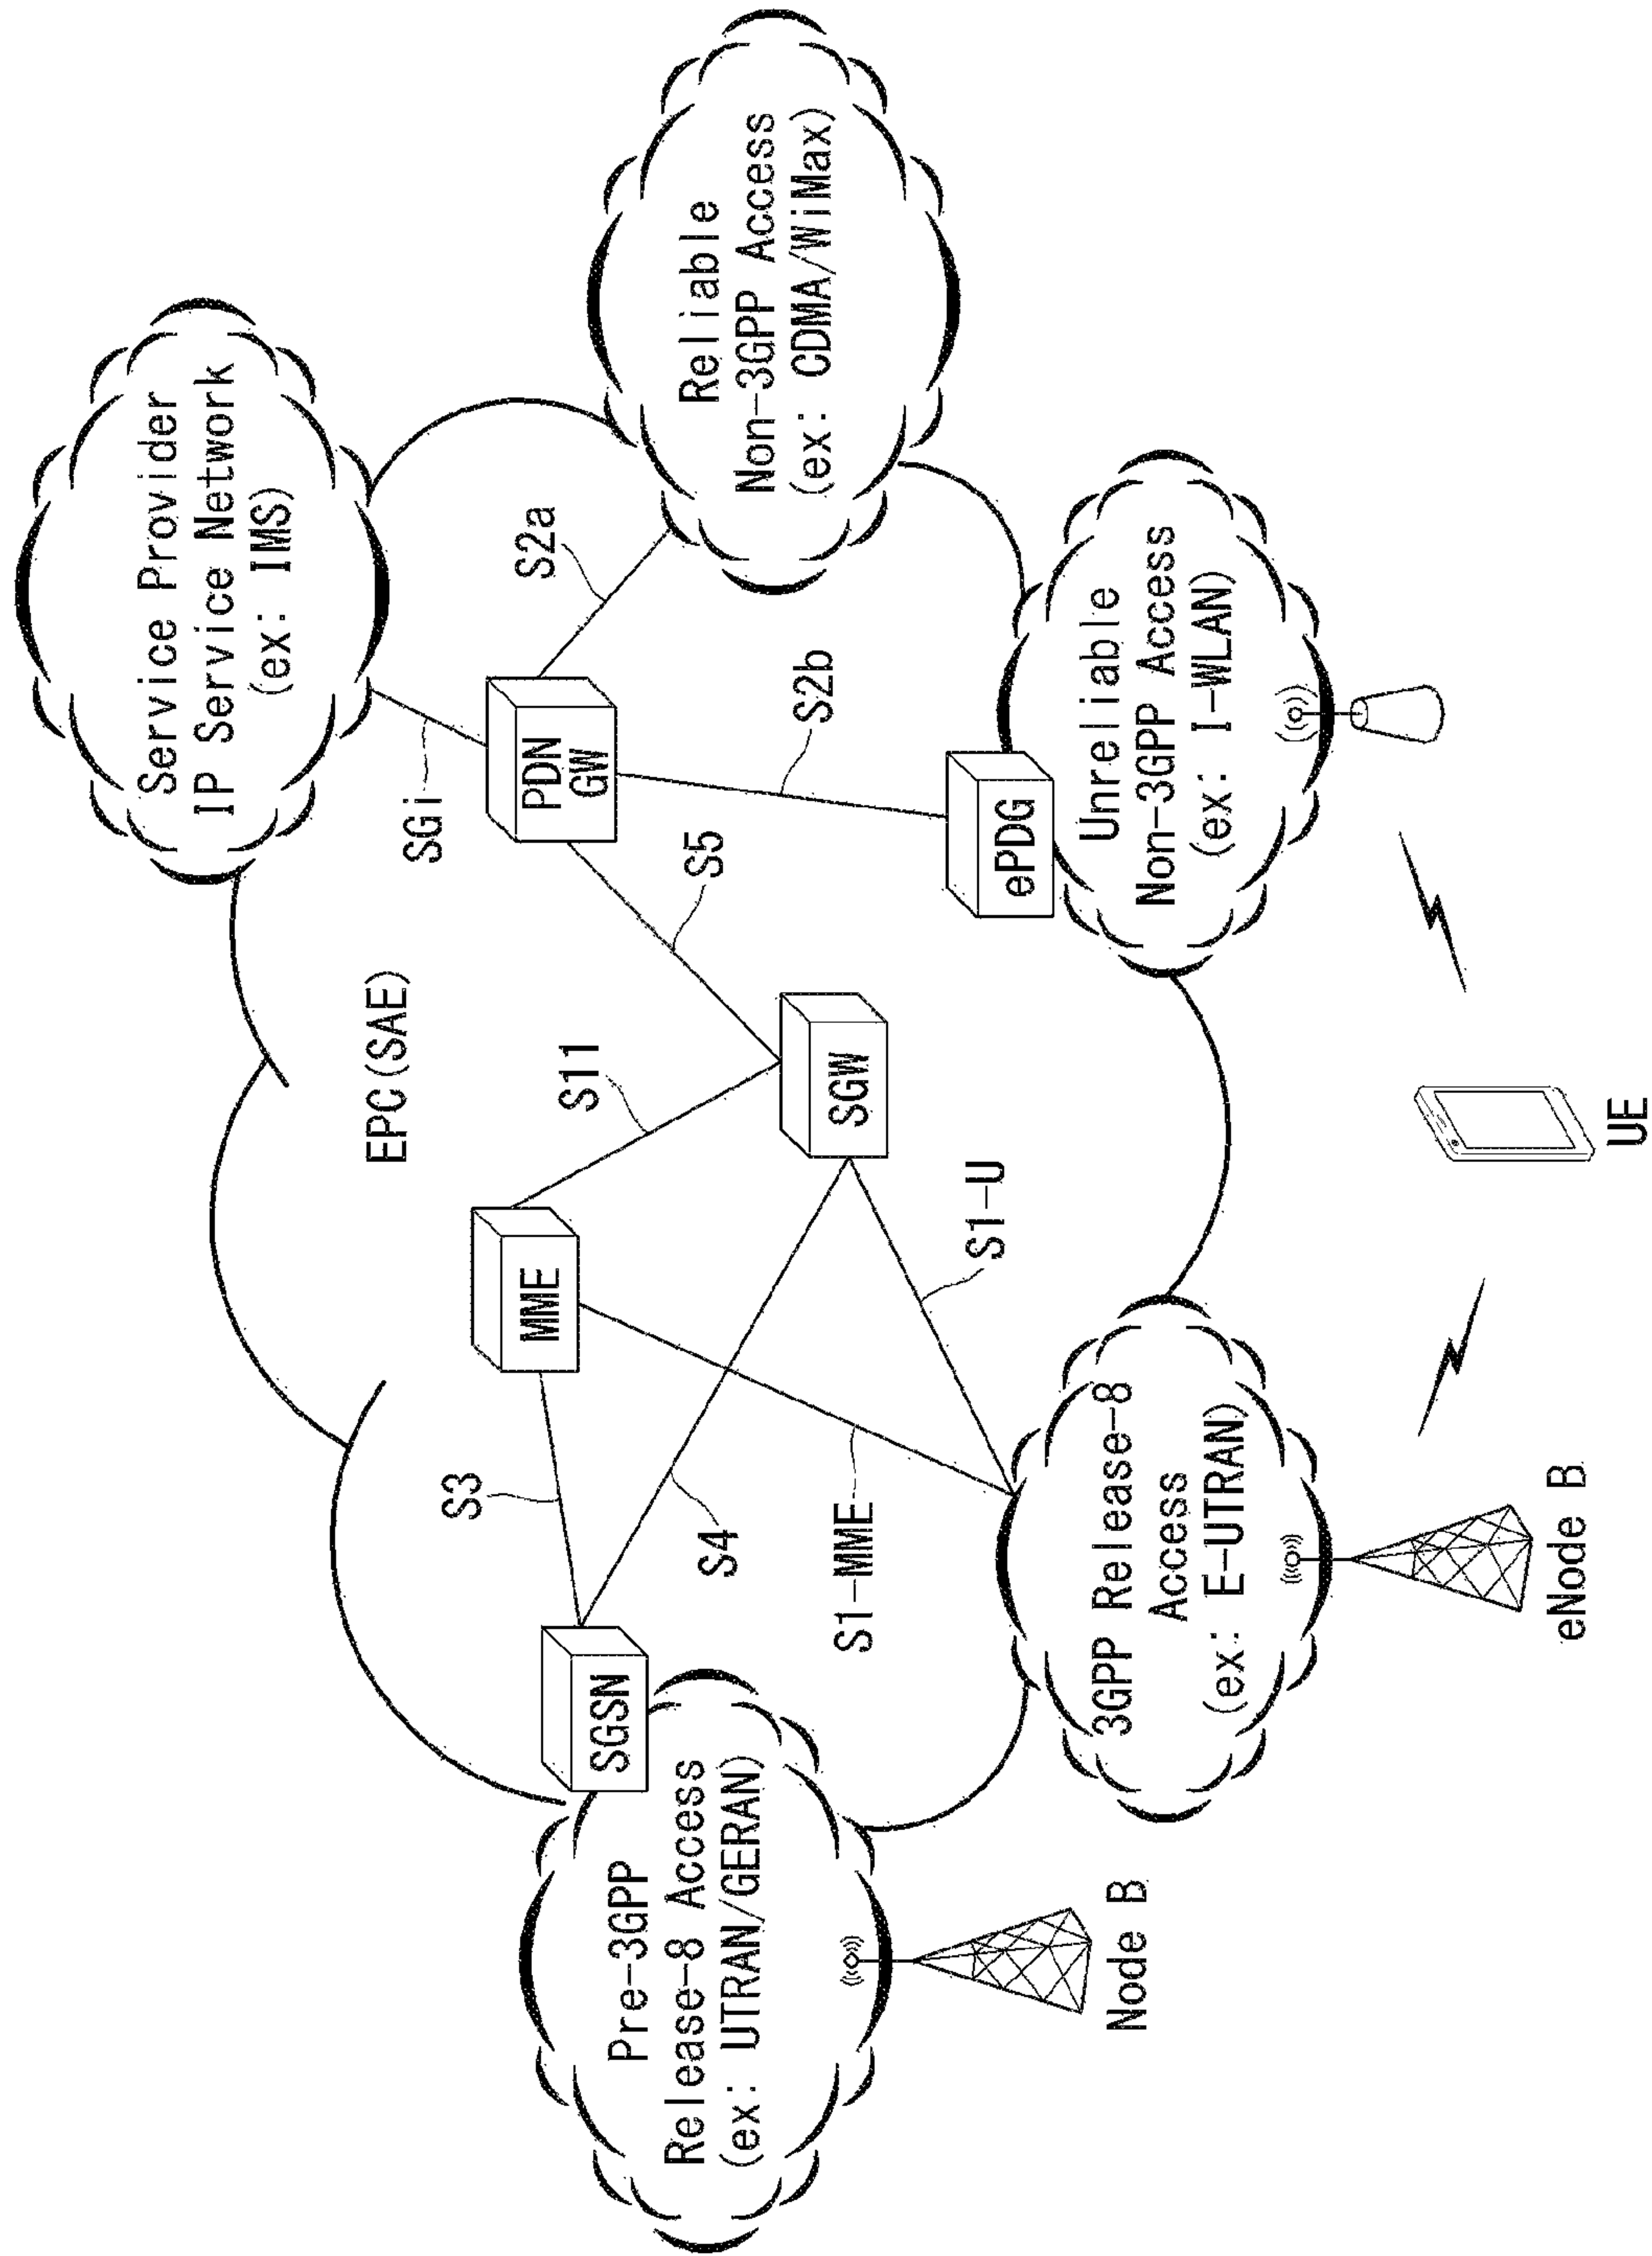 Service Provider
IP Service Network
(ex: IMS)
EPC(SAE)
SGi
S2a
S3
MME
S11
PDN
GW
SGSN
S5
Reliable
Non-3GPP Access
(ex: CDMA/WiMax)
Pre-3GPP
Release-8 Access
(ex: UTRAN/GERAN)
S4
S2b
SGW
S1-MME
S1-U
ePDG
3GPP Release-8
Access
(ex: E-UTRAN)
Unreliable
Non-3GPP Access
(ex: I-WLAN)
Node B
eNode B
UE